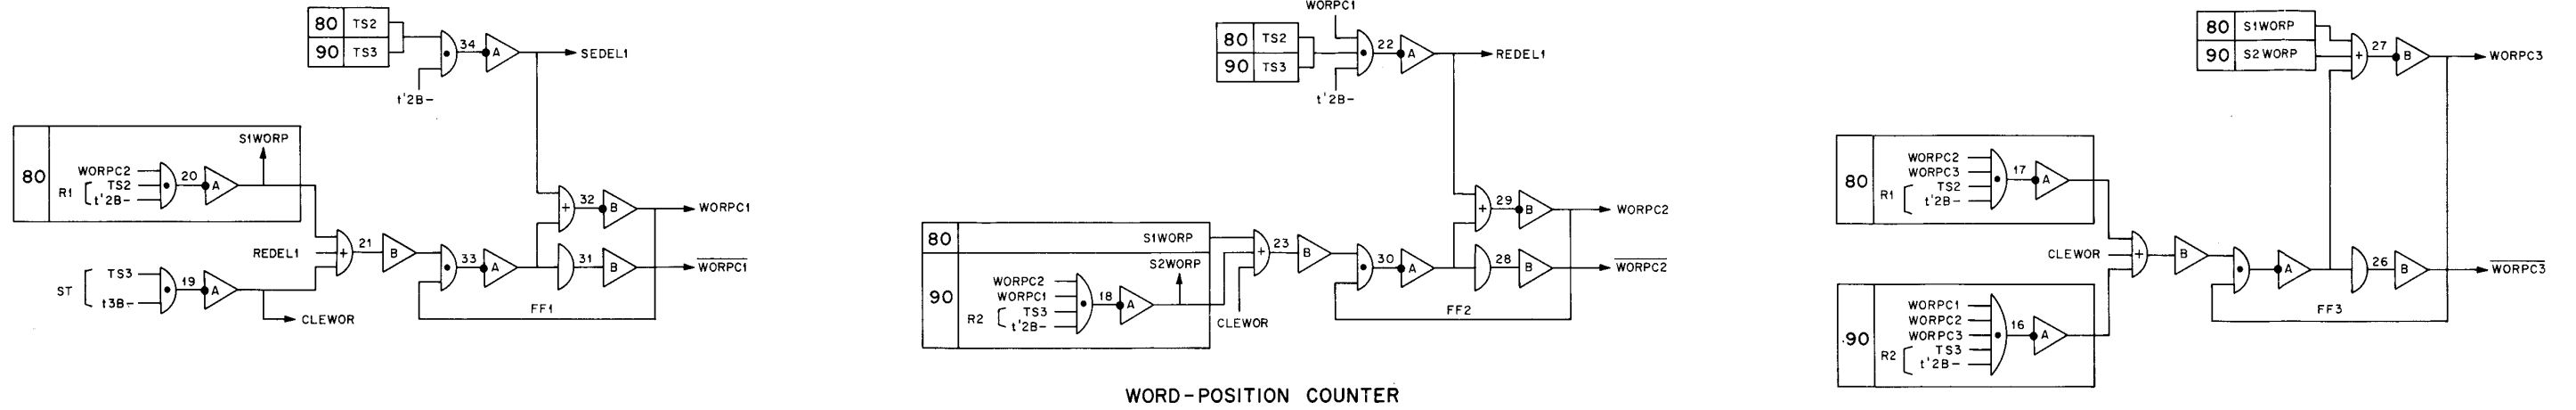 80 TS2
90 TS3
34
A
SEDEL1
t'2B-
80
S1WORP
WORPC2
R1
TS2
t'2B-
20
A
REDEL1
ST
TS3
t3B-
19
A
CLEWOR
+
21
B
33
A
+
32
B
WORPC1
31
B
WORPC1
FF1
WORPC1
80 TS2
90 TS3
22
A
REDEL1
t'2B-
80
S1WORP
90
S2WORP
WORPC2
WORPC1
R2
TS3
t'2B-
18
A
CLEWOR
+
23
B
30
A
+
29
B
WORPC2
28
B
WORPC2
FF2
80 S1WORP
90 S2WORP
+
27
B
WORPC3
80
WORPC2
WORPC3
R1
TS2
t'2B-
17
A
CLEWOR
90
WORPC1
WORPC2
WORPC3
R2
TS3
t'2B-
16
A
+
B
A
26
B
WORPC3
FF3
WORD-POSITION COUNTER